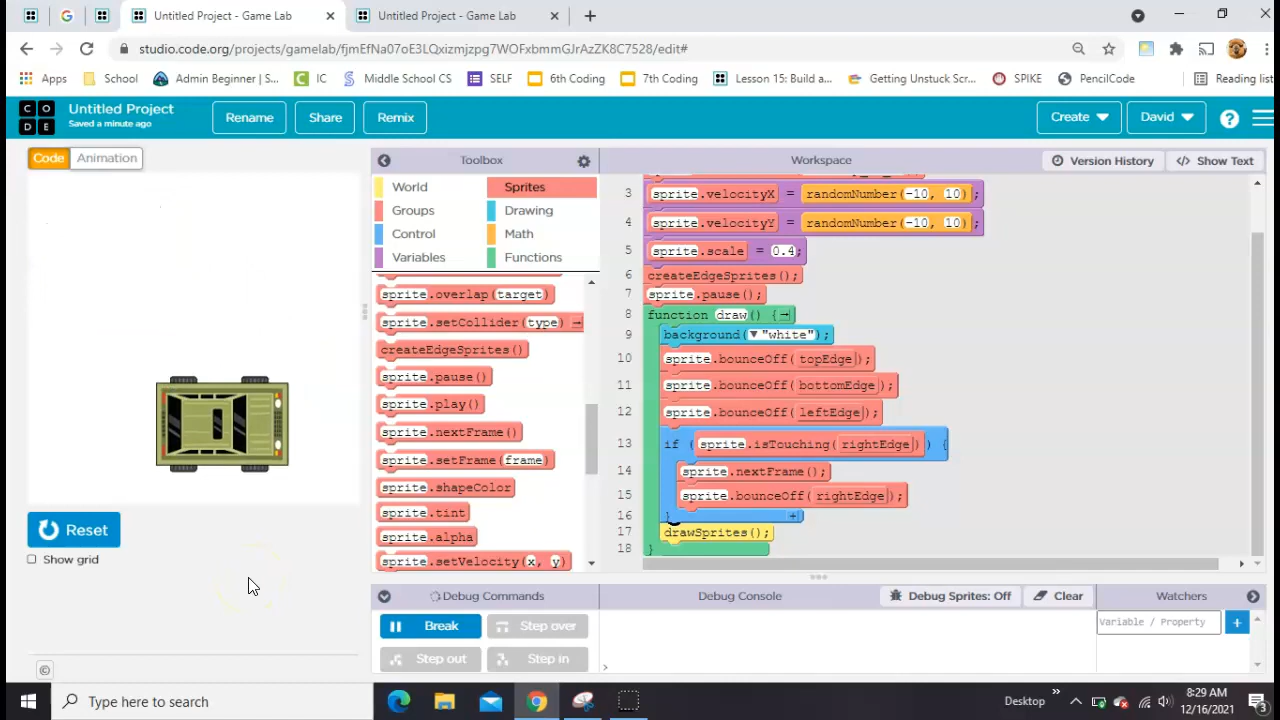 Untitled Project - Game Lab
Untitled Project - Game Lab
studio.code.org/projects/gamelab/fjmEfNa07oE3LQxizmjzpg7WOFxbmmGJrAzZK8C7528/edit#
Apps School Admin Beginner | S... IC Middle School CS SELF 6th Coding 7th Coding Lesson 15: Build a... Getting Unstuck Scr... SPIKE PencilCode Reading list
CO
DE
Untitled Project
Saved a minute ago
Rename Share Remix Create David ?
Code Animation
Toolbox
Workspace
Version History
</> Show Text
World Sprites
Groups Drawing
Control Math
Variables Functions
sprite.overlap(target)
sprite.setCollider(type)
createEdgeSprites()
sprite.pause()
sprite.play()
sprite.nextFrame()
sprite.setFrame(frame)
sprite.shapeColor
sprite.tint
sprite.alpha
sprite.setVelocity(x, y)
3 sprite.velocityX = randomNumber(-10, 10);
4 sprite.velocityY = randomNumber(-10, 10);
5 sprite.scale = 0.4;
6 createEdgeSprites();
7 sprite.pause();
8 function draw() {
9 background("white");
10 sprite.bounceOff(topEdge);
11 sprite.bounceOff(bottomEdge);
12 sprite.bounceOff(leftEdge);
13 if (sprite.isTouching(rightEdge)) {
14 sprite.nextFrame();
15 sprite.bounceOff(rightEdge);
16 }
17 drawSprites();
18 }
Reset
Show grid
©
Debug Commands
Debug Console
Debug Sprites: Off
Clear
Watchers
Break Step over
Step out Step in
Variable / Property
+
>
Type here to search
Desktop
8:29 AM
12/16/2021
3